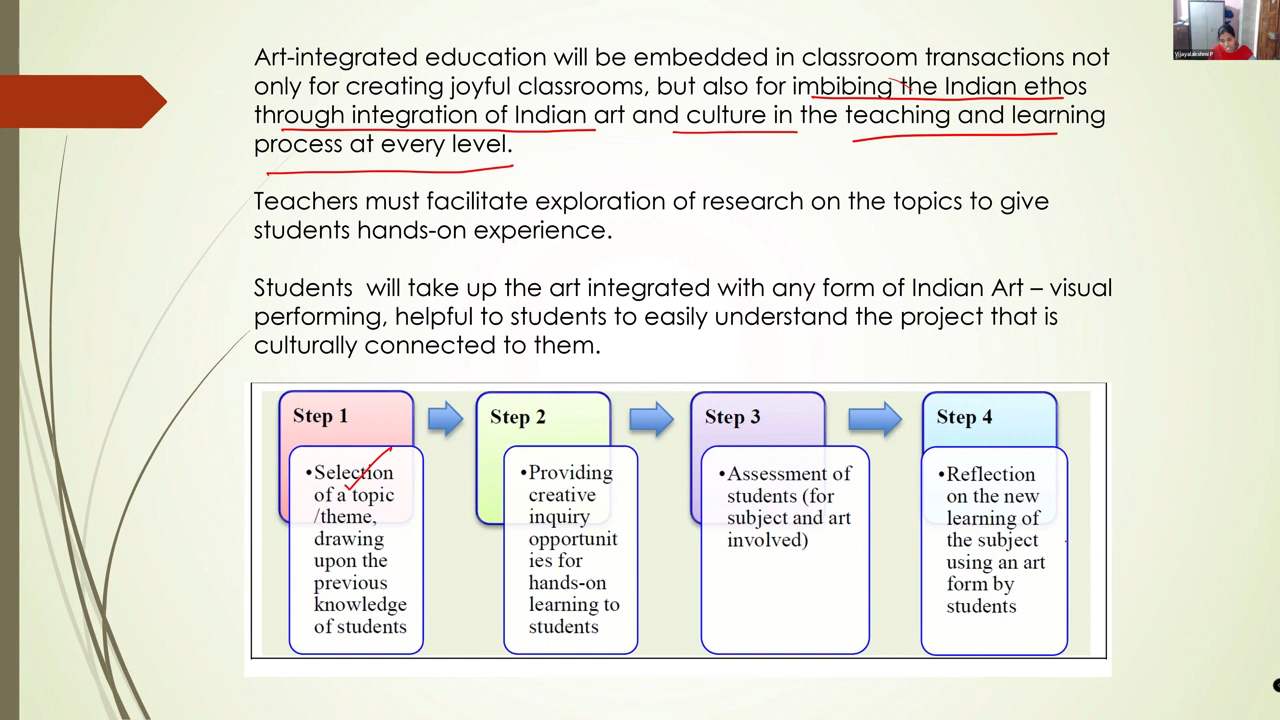 Vijayalakshmi P
Art-integrated education will be embedded in classroom transactions not
only for creating joyful classrooms, but also for imbibing the Indian ethos
through integration of Indian art and culture in the teaching and learning
process at every level.
Teachers must facilitate exploration of research on the topics to give
students hands-on experience.
Students  will take up the art integrated with any form of Indian Art – visual
performing, helpful to students to easily understand the project that is
culturally connected to them.
Step 1
•Selection
of a topic
/theme,
drawing
upon the
previous
knowledge
of students
Step 2
•Providing
creative
inquiry
opportunit
ies for
hands-on
learning to
students
Step 3
•Assessment of
students (for
subject and art
involved)
Step 4
•Reflection
on the new
learning of
the subject
using an art
form by
students